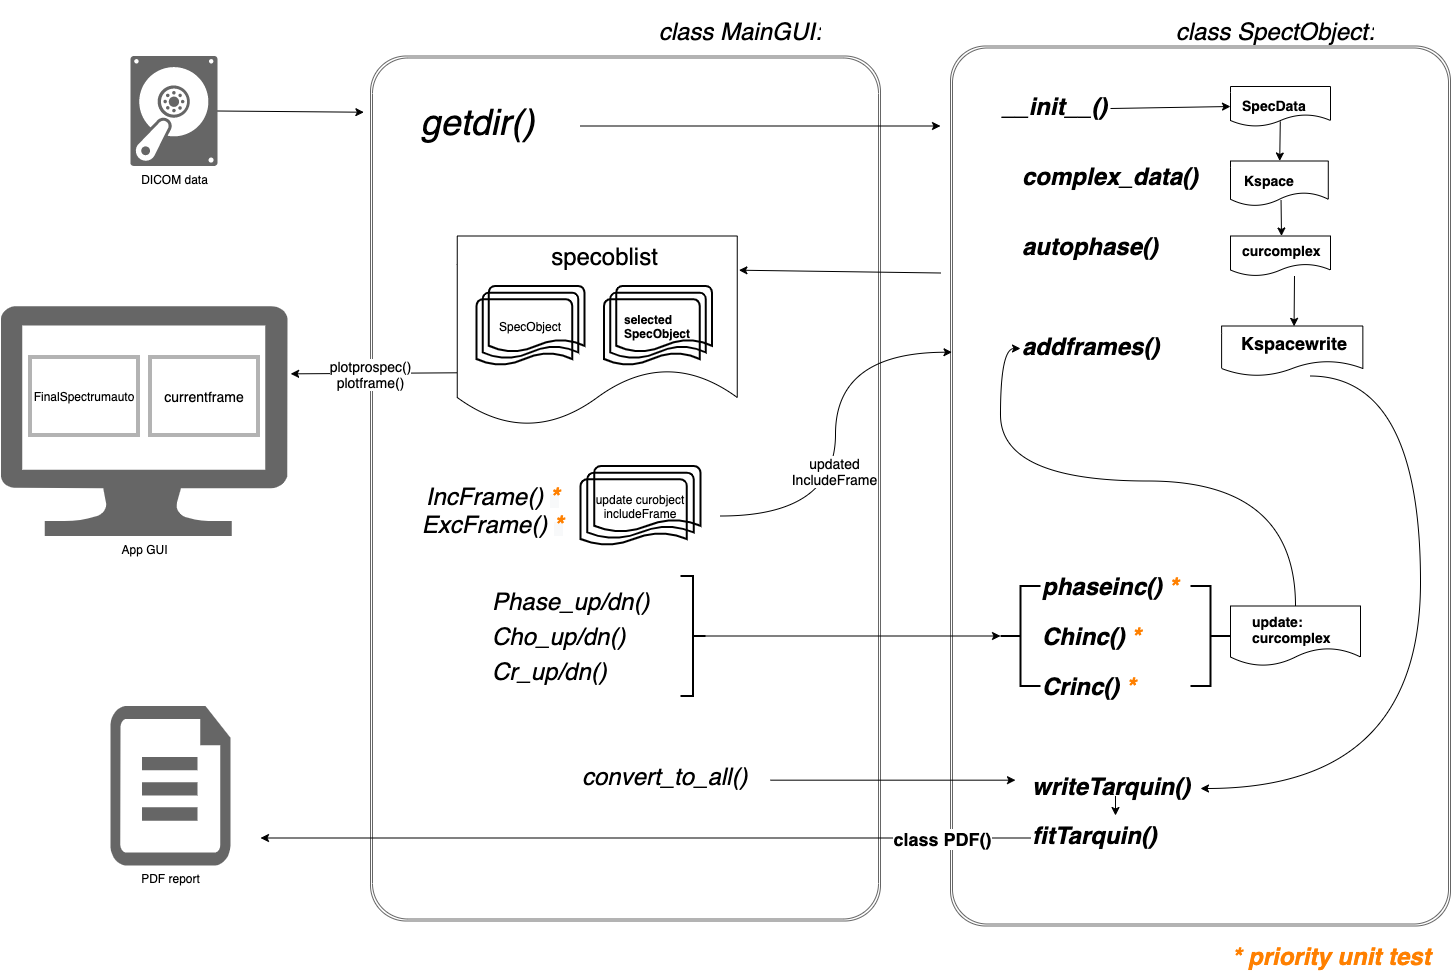 class MainGUI:
class SpectObject:
DICOM data
getdir()
__init__()
SpecData
complex_data()
Kspace
autophase()
curcomplex
specoblist
SpecObject
selected
SpecObject
addframes()
Kspacewrite
plotprospec()
plotframe()
FinalSpectrumauto
currentframe
App GUI
updated
IncludeFrame
IncFrame() *
ExcFrame() *
update curobject
includeFrame
Phase_up/dn()
Cho_up/dn()
Cr_up/dn()
phaseinc() *
Chinc() *
Crinc() *
update:
curcomplex
convert_to_all()
writeTarquin()
fitTarquin()
class PDF()
PDF report
* priority unit test